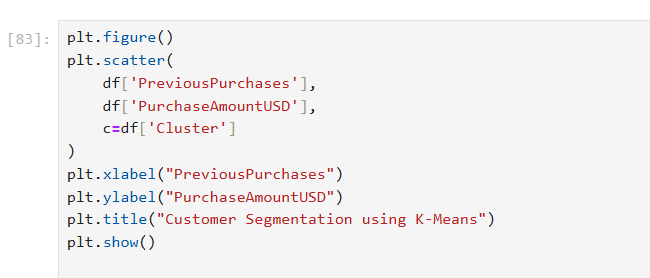 [83]: plt.figure()
plt.scatter(
    df['PreviousPurchases'],
    df['PurchaseAmountUSD'],
    c=df['Cluster']
)
plt.xlabel("PreviousPurchases")
plt.ylabel("PurchaseAmountUSD")
plt.title("Customer Segmentation using K-Means")
plt.show()